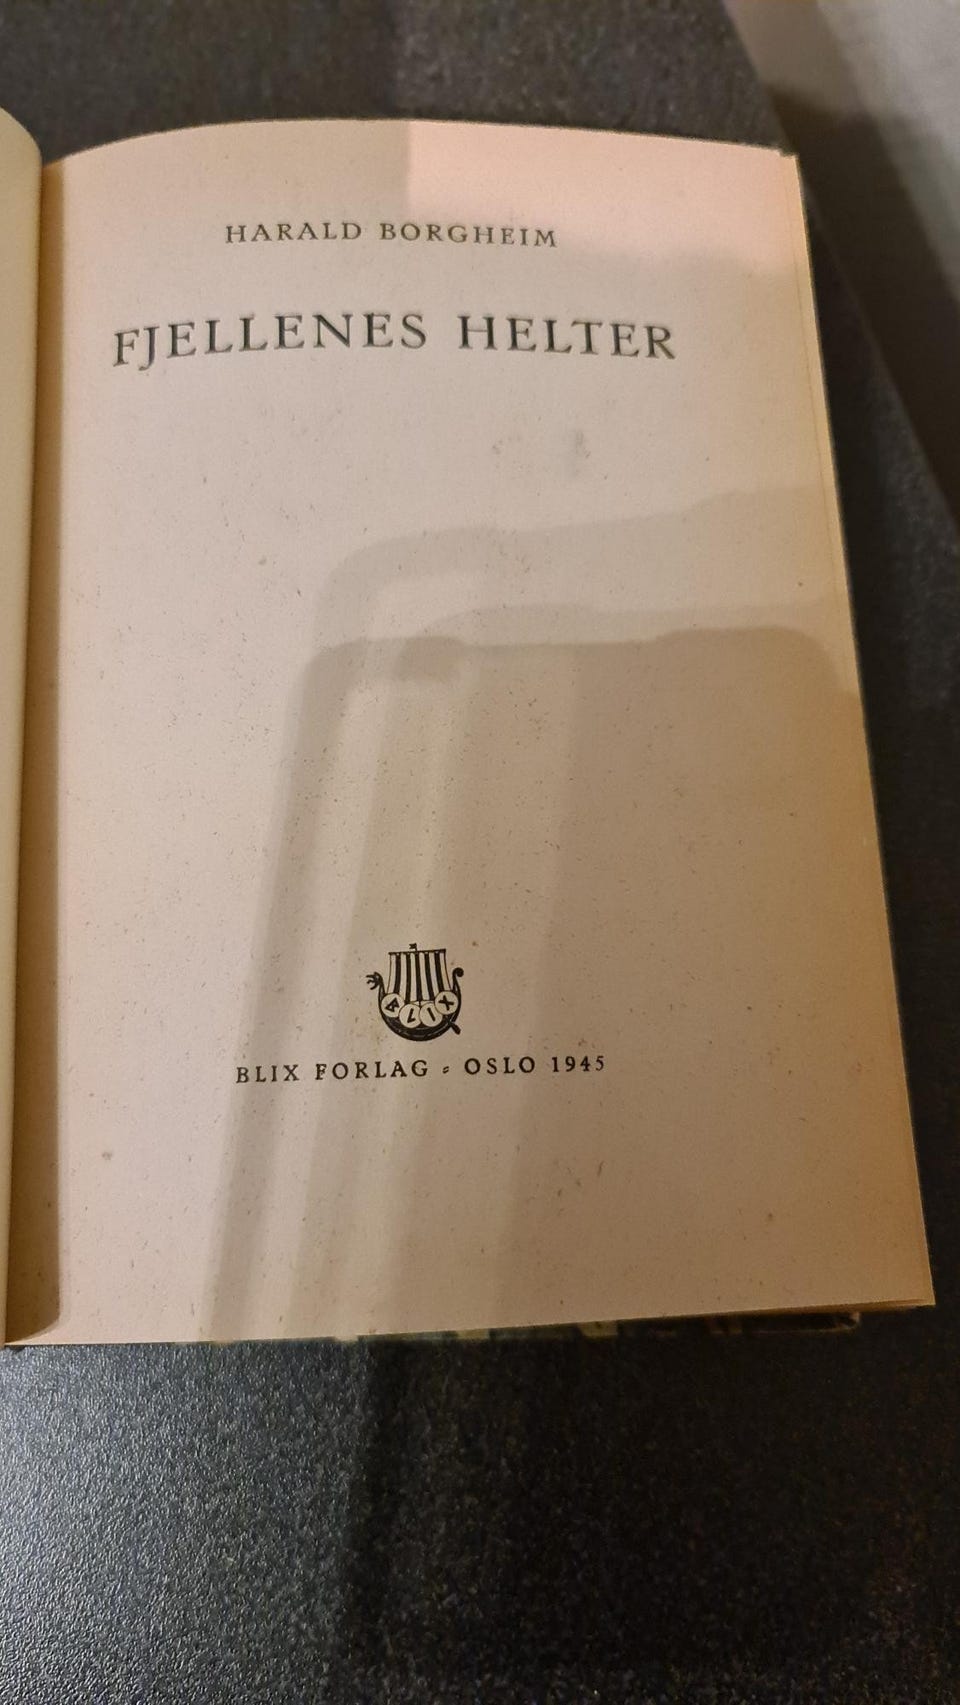 HARALD BORGHEIM
FJELLENES HELTER
BLIX
BLIX FORLAG - OSLO 1945